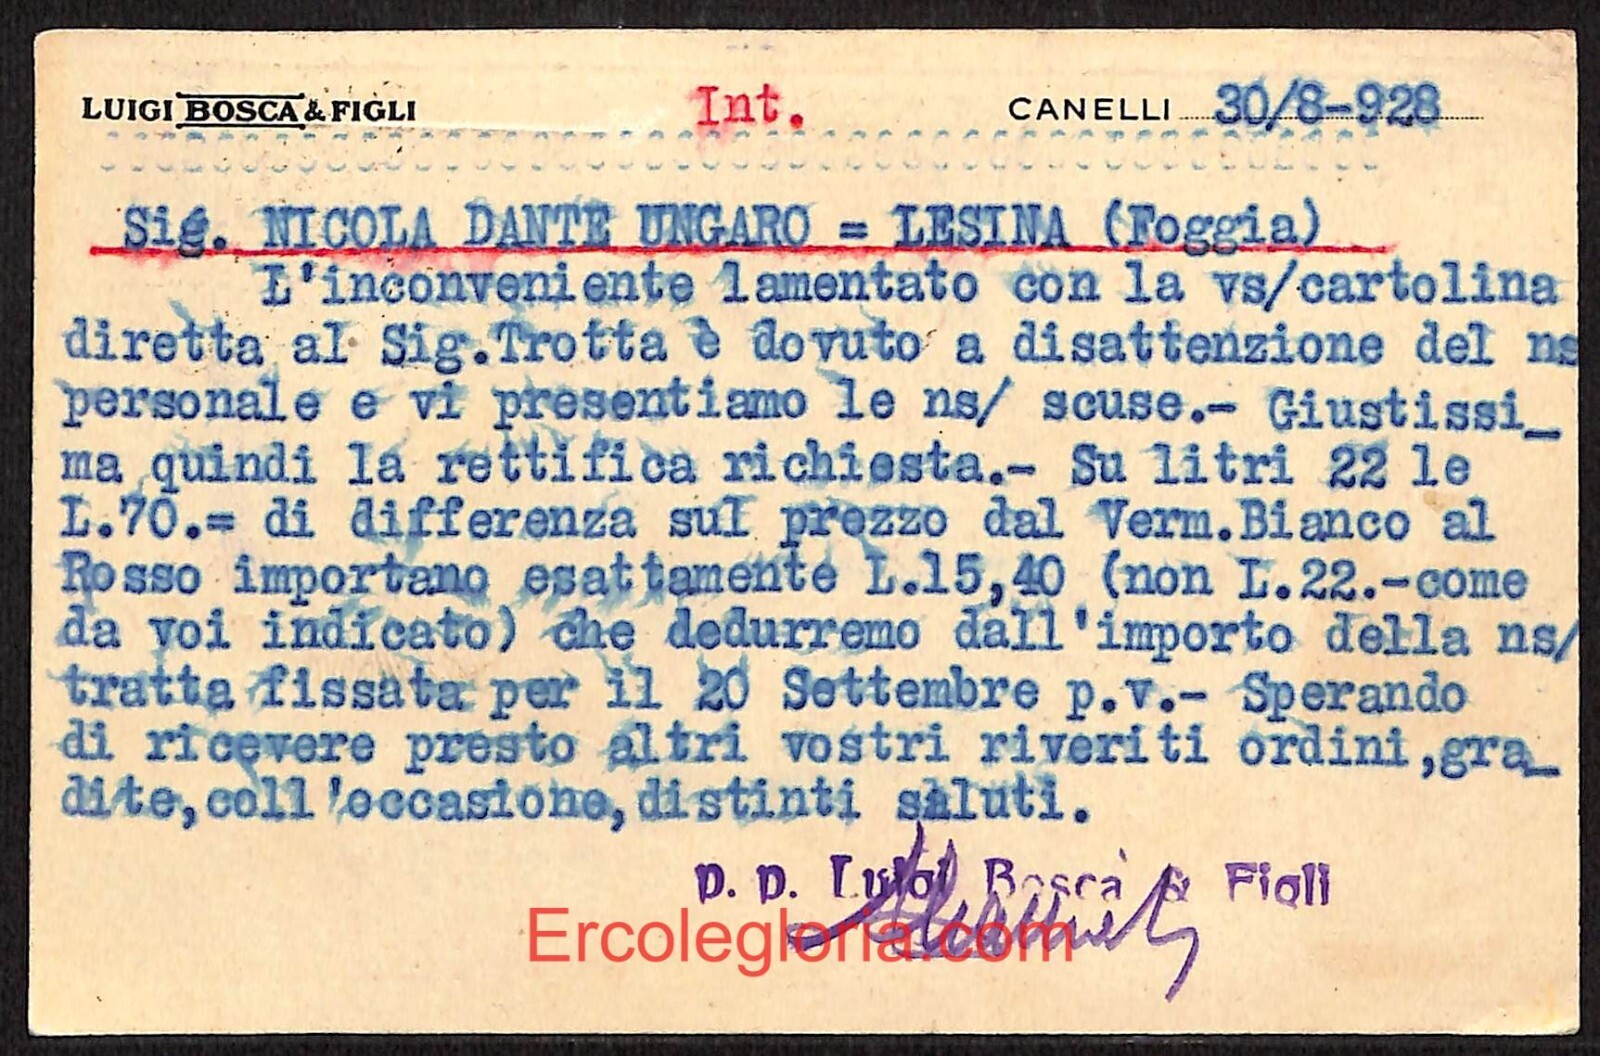 LUIGI BOSCA & FIGLI Int. CANELLI 30/8-928
Sig. NICOLA DANTE UNGARO = LESINA (Foggia)
L'inconveniente lamentato con la vs/cartolina
diretta al Sig.Trotta è dovuto a disattenzione del ns
personale e vi presentiamo le ns/ scuse.- Giustissi_
ma quindi la rettifica richiesta.- Su litri 22 le
L.70.= di differenza sul prezzo dal Verm.Bianco al
Rosso importano esattamente L.15,40 (non L.22.-come
da voi indicato) che dedurremo dall'importo della ns/
tratta fissata per il 20 Settembre p.v.- Sperando
di ricevere presto altri vostri riveriti ordini,gra_
dite,coll'occasione,distinti saluti.
p. p. Luigi Bosca & Figli
Ercolegloria.com